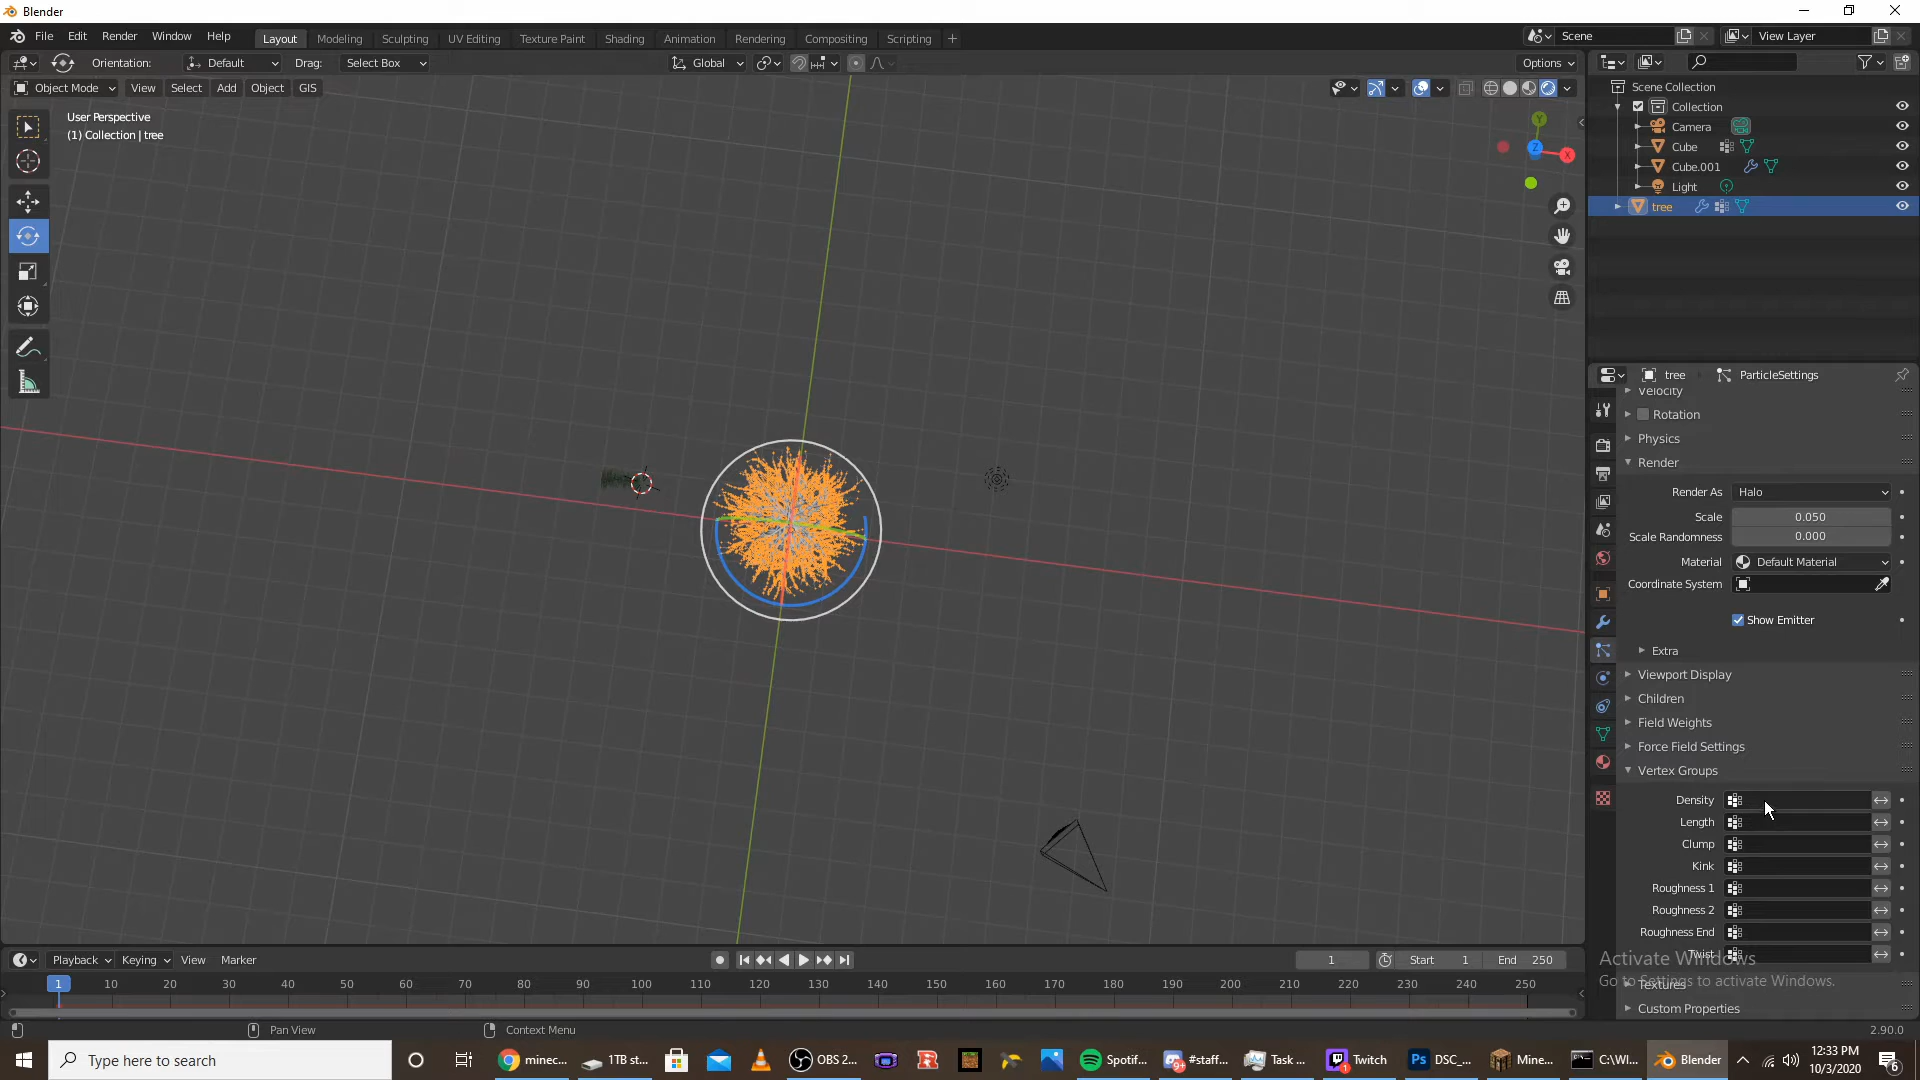 Blender
File Edit Render Window Help
Layout Modeling Sculpting UV Editing Texture Paint Shading Animation Rendering Compositing Scripting +
Scene
View Layer
Orientation: Default Drag: Select Box
Global
Options
Object Mode View Select Add Object GIS
User Perspective
(1) Collection | tree
Y
Z
X
Scene Collection
Collection
Camera
Cube
Cube.001
Light
tree
tree ParticleSettings
Velocity
Rotation
Physics
Render
Render As Halo
Scale 0.050
Scale Randomness 0.000
Material Default Material
Coordinate System
Show Emitter
Extra
Viewport Display
Children
Field Weights
Force Field Settings
Vertex Groups
Density
Length
Clump
Kink
Roughness 1
Roughness 2
Roughness End
Twist
Activate Windows
Go to Settings to activate Windows.
Textures
Custom Properties
Playback Keying View Marker
1 Start 1 End 250
1 10 20 30 40 50 60 70 80 90 100 110 120 130 140 150 160 170 180 190 200 210 220 230 240 250
Pan View Context Menu
2.90.0
Type here to search
minec...
1TB st...
OBS 2...
Spotif...
#staff...
9+
Task ...
Twitch
1
Ps
DSC_...
Mine...
C:\WI...
Blender
12:33 PM
10/3/2020
6